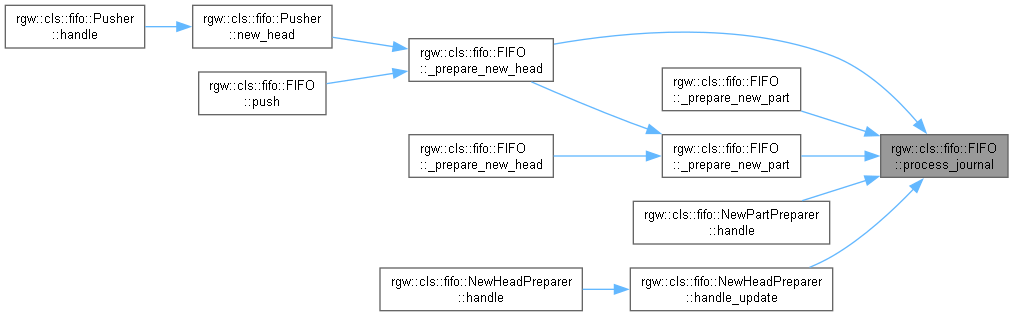 rgw::cls::fifo::Pusher
::handle
rgw::cls::fifo::Pusher
::new_head
rgw::cls::fifo::FIFO
::_prepare_new_head
rgw::cls::fifo::FIFO
::push
rgw::cls::fifo::FIFO
::_prepare_new_part
rgw::cls::fifo::FIFO
::_prepare_new_head
rgw::cls::fifo::FIFO
::_prepare_new_part
rgw::cls::fifo::FIFO
::process_journal
rgw::cls::fifo::NewPartPreparer
::handle
rgw::cls::fifo::NewHeadPreparer
::handle
rgw::cls::fifo::NewHeadPreparer
::handle_update